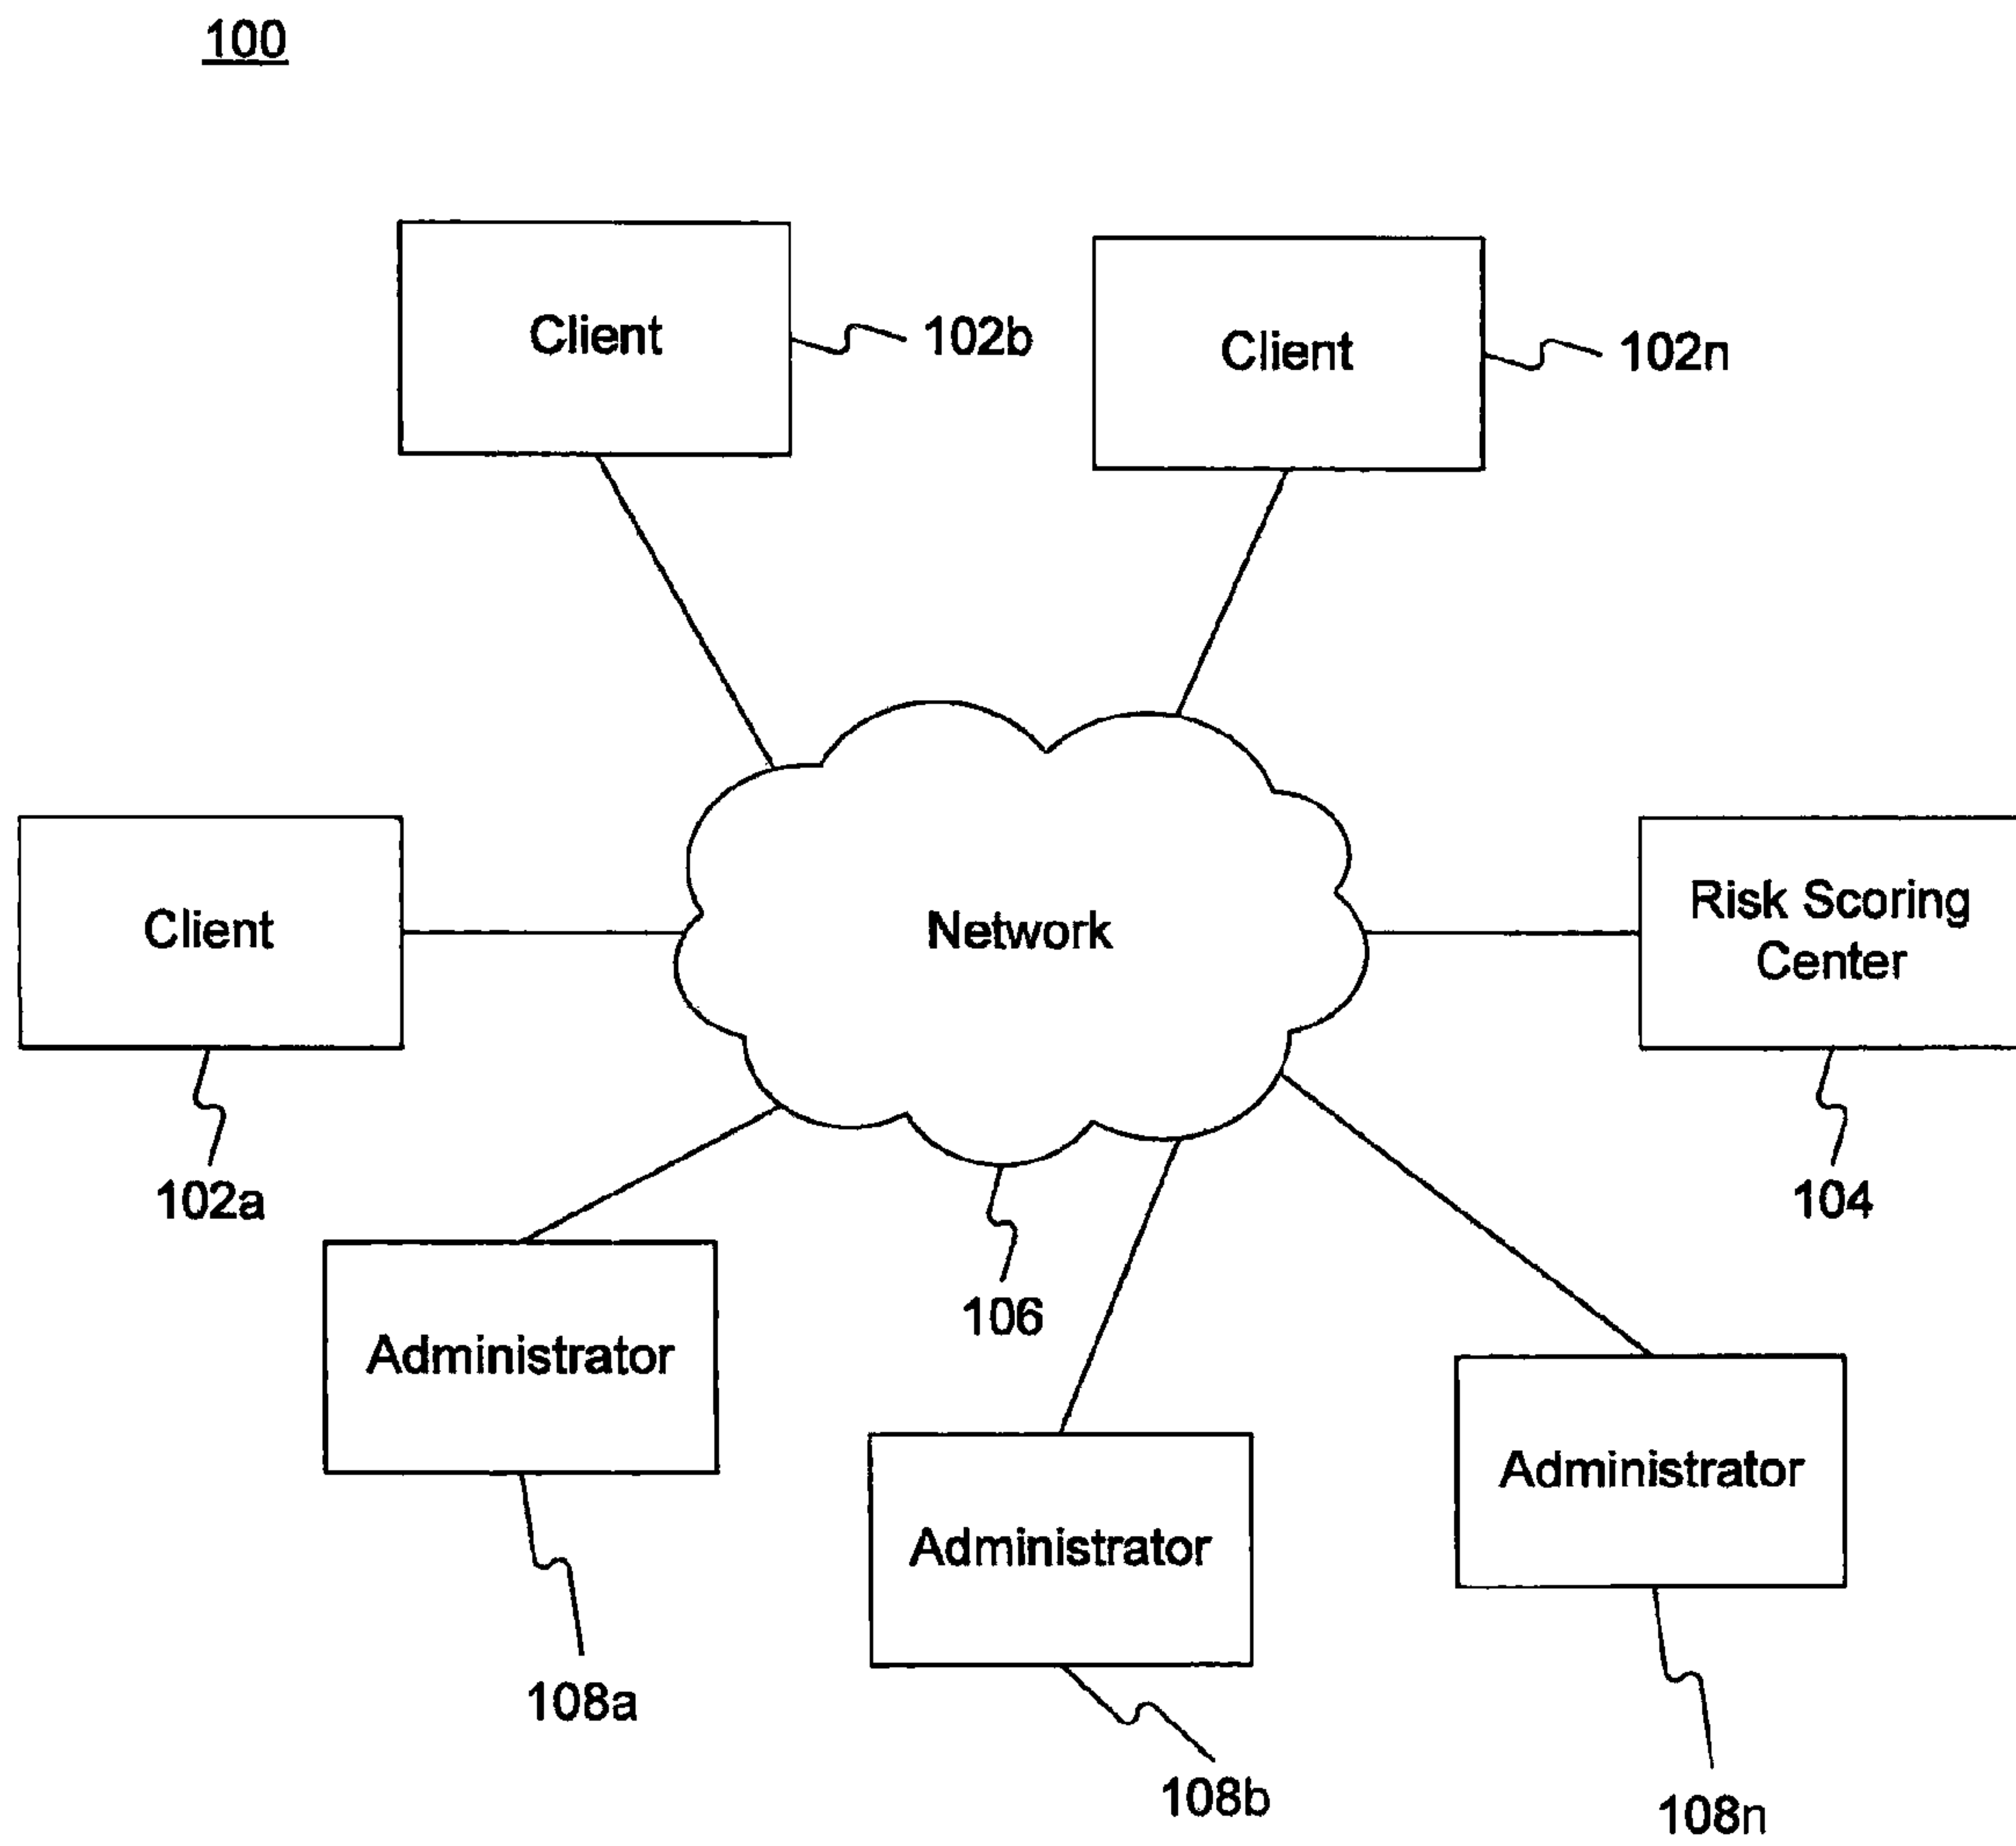 100
Client
102b
Client
102n
Client
102a
Network
106
Risk Scoring
Center
104
Administrator
108a
Administrator
108b
Administrator
108n